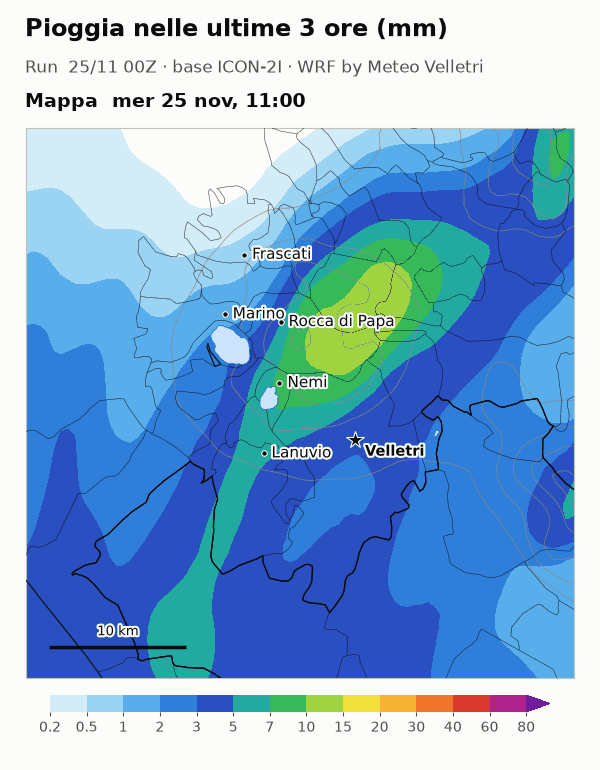 Pioggia nelle ultime 3 ore (mm)
Run 25/11 00Z · base ICON-2I · WRF by Meteo Velletri
Mappa mer 25 nov, 11:00
Frascati
Marino
Rocca di Papa
Nemi
Velletri
Lanuvio
10 km
0.2 0.5 1 2 3 5 7 10 15 20 30 40 60 80